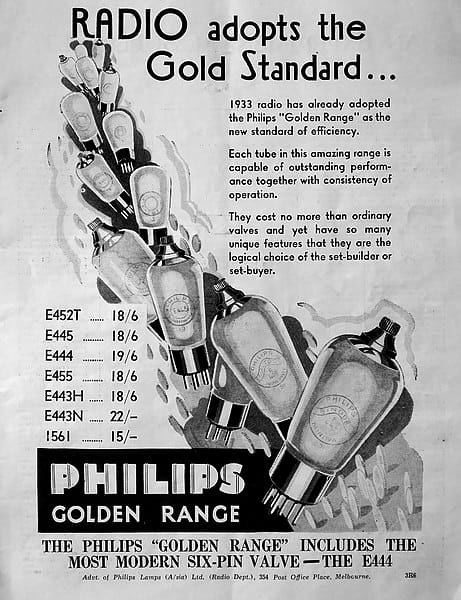 RADIO adopts the
Gold Standard...
1933 radio has already adopted
the Philips "Golden Range" as the
new standard of efficiency.
Each tube in this amazing range is
capable of outstanding perform-
ance together with consistency of
operation.
They cost no more than ordinary
valves and yet have so many
unique features that they are the
logical choice of the set-builder or
set-buyer.
E452T ...... 18/6
E445 ....... 18/6
E444 ....... 19/6
E455 ....... 18/6
E443H ...... 18/6
E443N ...... 22/–
1561 ......... 15/–
PHILIPS
PHILIPS
MINIWATT
PHILIPS
GOLDEN RANGE
THE PHILIPS "GOLDEN RANGE" INCLUDES THE
MOST MODERN SIX-PIN VALVE — THE E444
Advt. of Philips Lamps (A/sia) Ltd. (Radio Dept.), 354 Post Office Place, Melbourne. 3R6